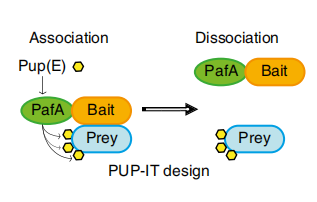 Association
Dissociation
Pup(E)
PafA
Bait
PafA
Bait
Prey
Prey
PUP-IT design